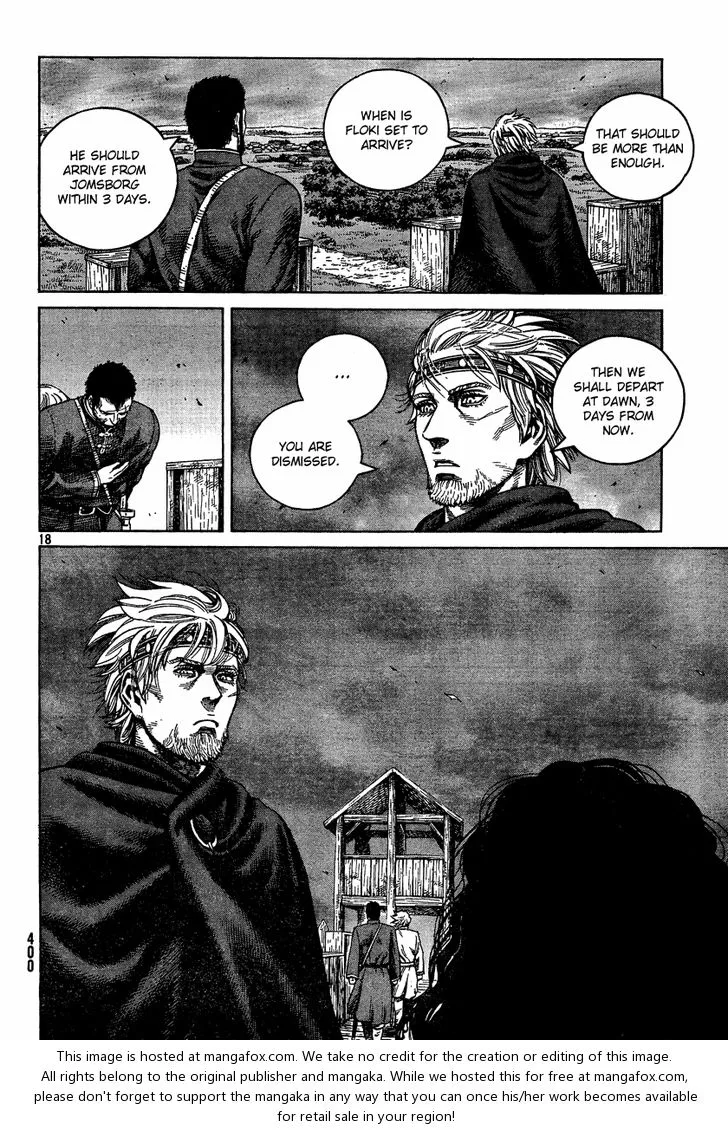 THAT SHOULD
BE MORE THAN
ENOUGH.
WHEN IS
FLOKI SET TO
ARRIVE?
HE SHOULD
ARRIVE FROM
JOMSBORG
WITHIN 3 DAYS.
THEN WE
SHALL DEPART
AT DAWN, 3
DAYS FROM
NOW.
...
YOU ARE
DISMISSED.
18
400
This image is hosted at mangafox.com. We take no credit for the creation or editing of this image.
All rights belong to the original publisher and mangaka. While we hosted this for free at mangafox.com,
please don't forget to support the mangaka in any way that you can once his/her work becomes available
for retail sale in your region!